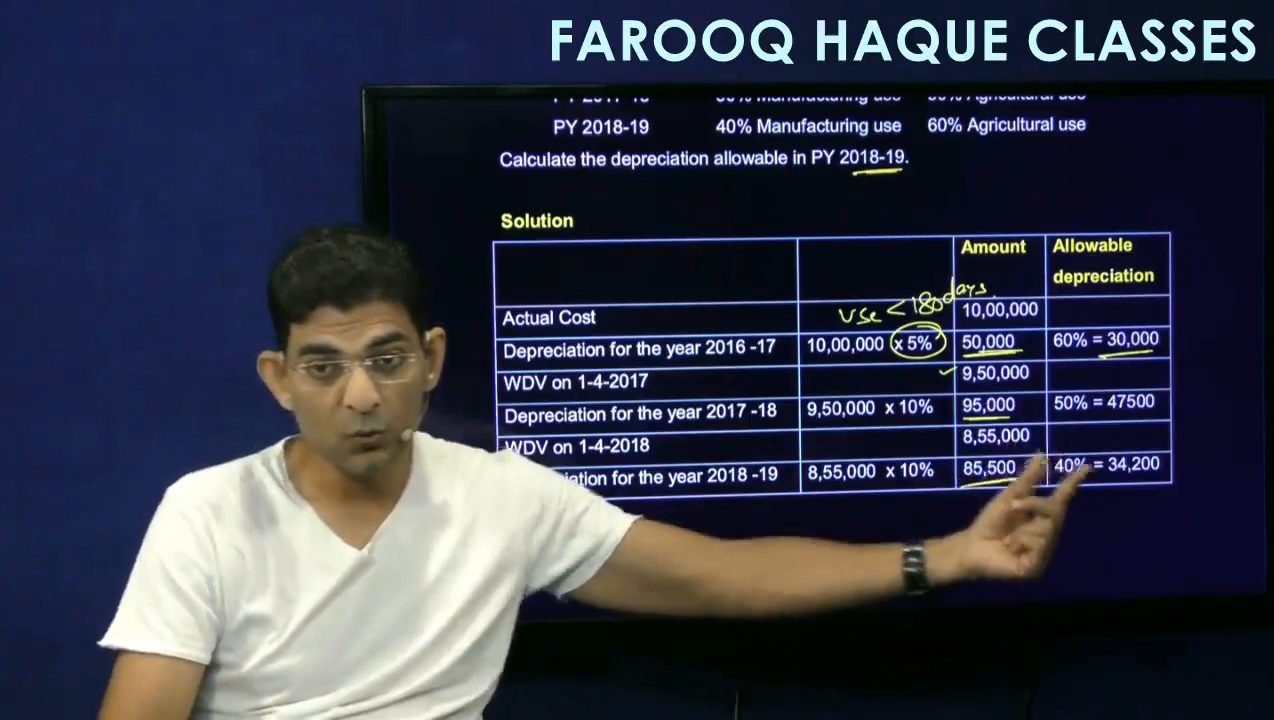 FAROOQ HAQUE CLASSES
PY 2018-19 40% Manufacturing use 60% Agricultural use
Calculate the depreciation allowable in PY 2018-19.
Solution
Amount Allowable depreciation
use < 180 days
Actual Cost 10,00,000
Depreciation for the year 2016 -17 10,00,000 x 5% 50,000 60% = 30,000
WDV on 1-4-2017 9,50,000
Depreciation for the year 2017 -18 9,50,000 x 10% 95,000 50% = 47500
WDV on 1-4-2018 8,55,000
iation for the year 2018 -19 8,55,000 x 10% 85,500 40% = 34,200